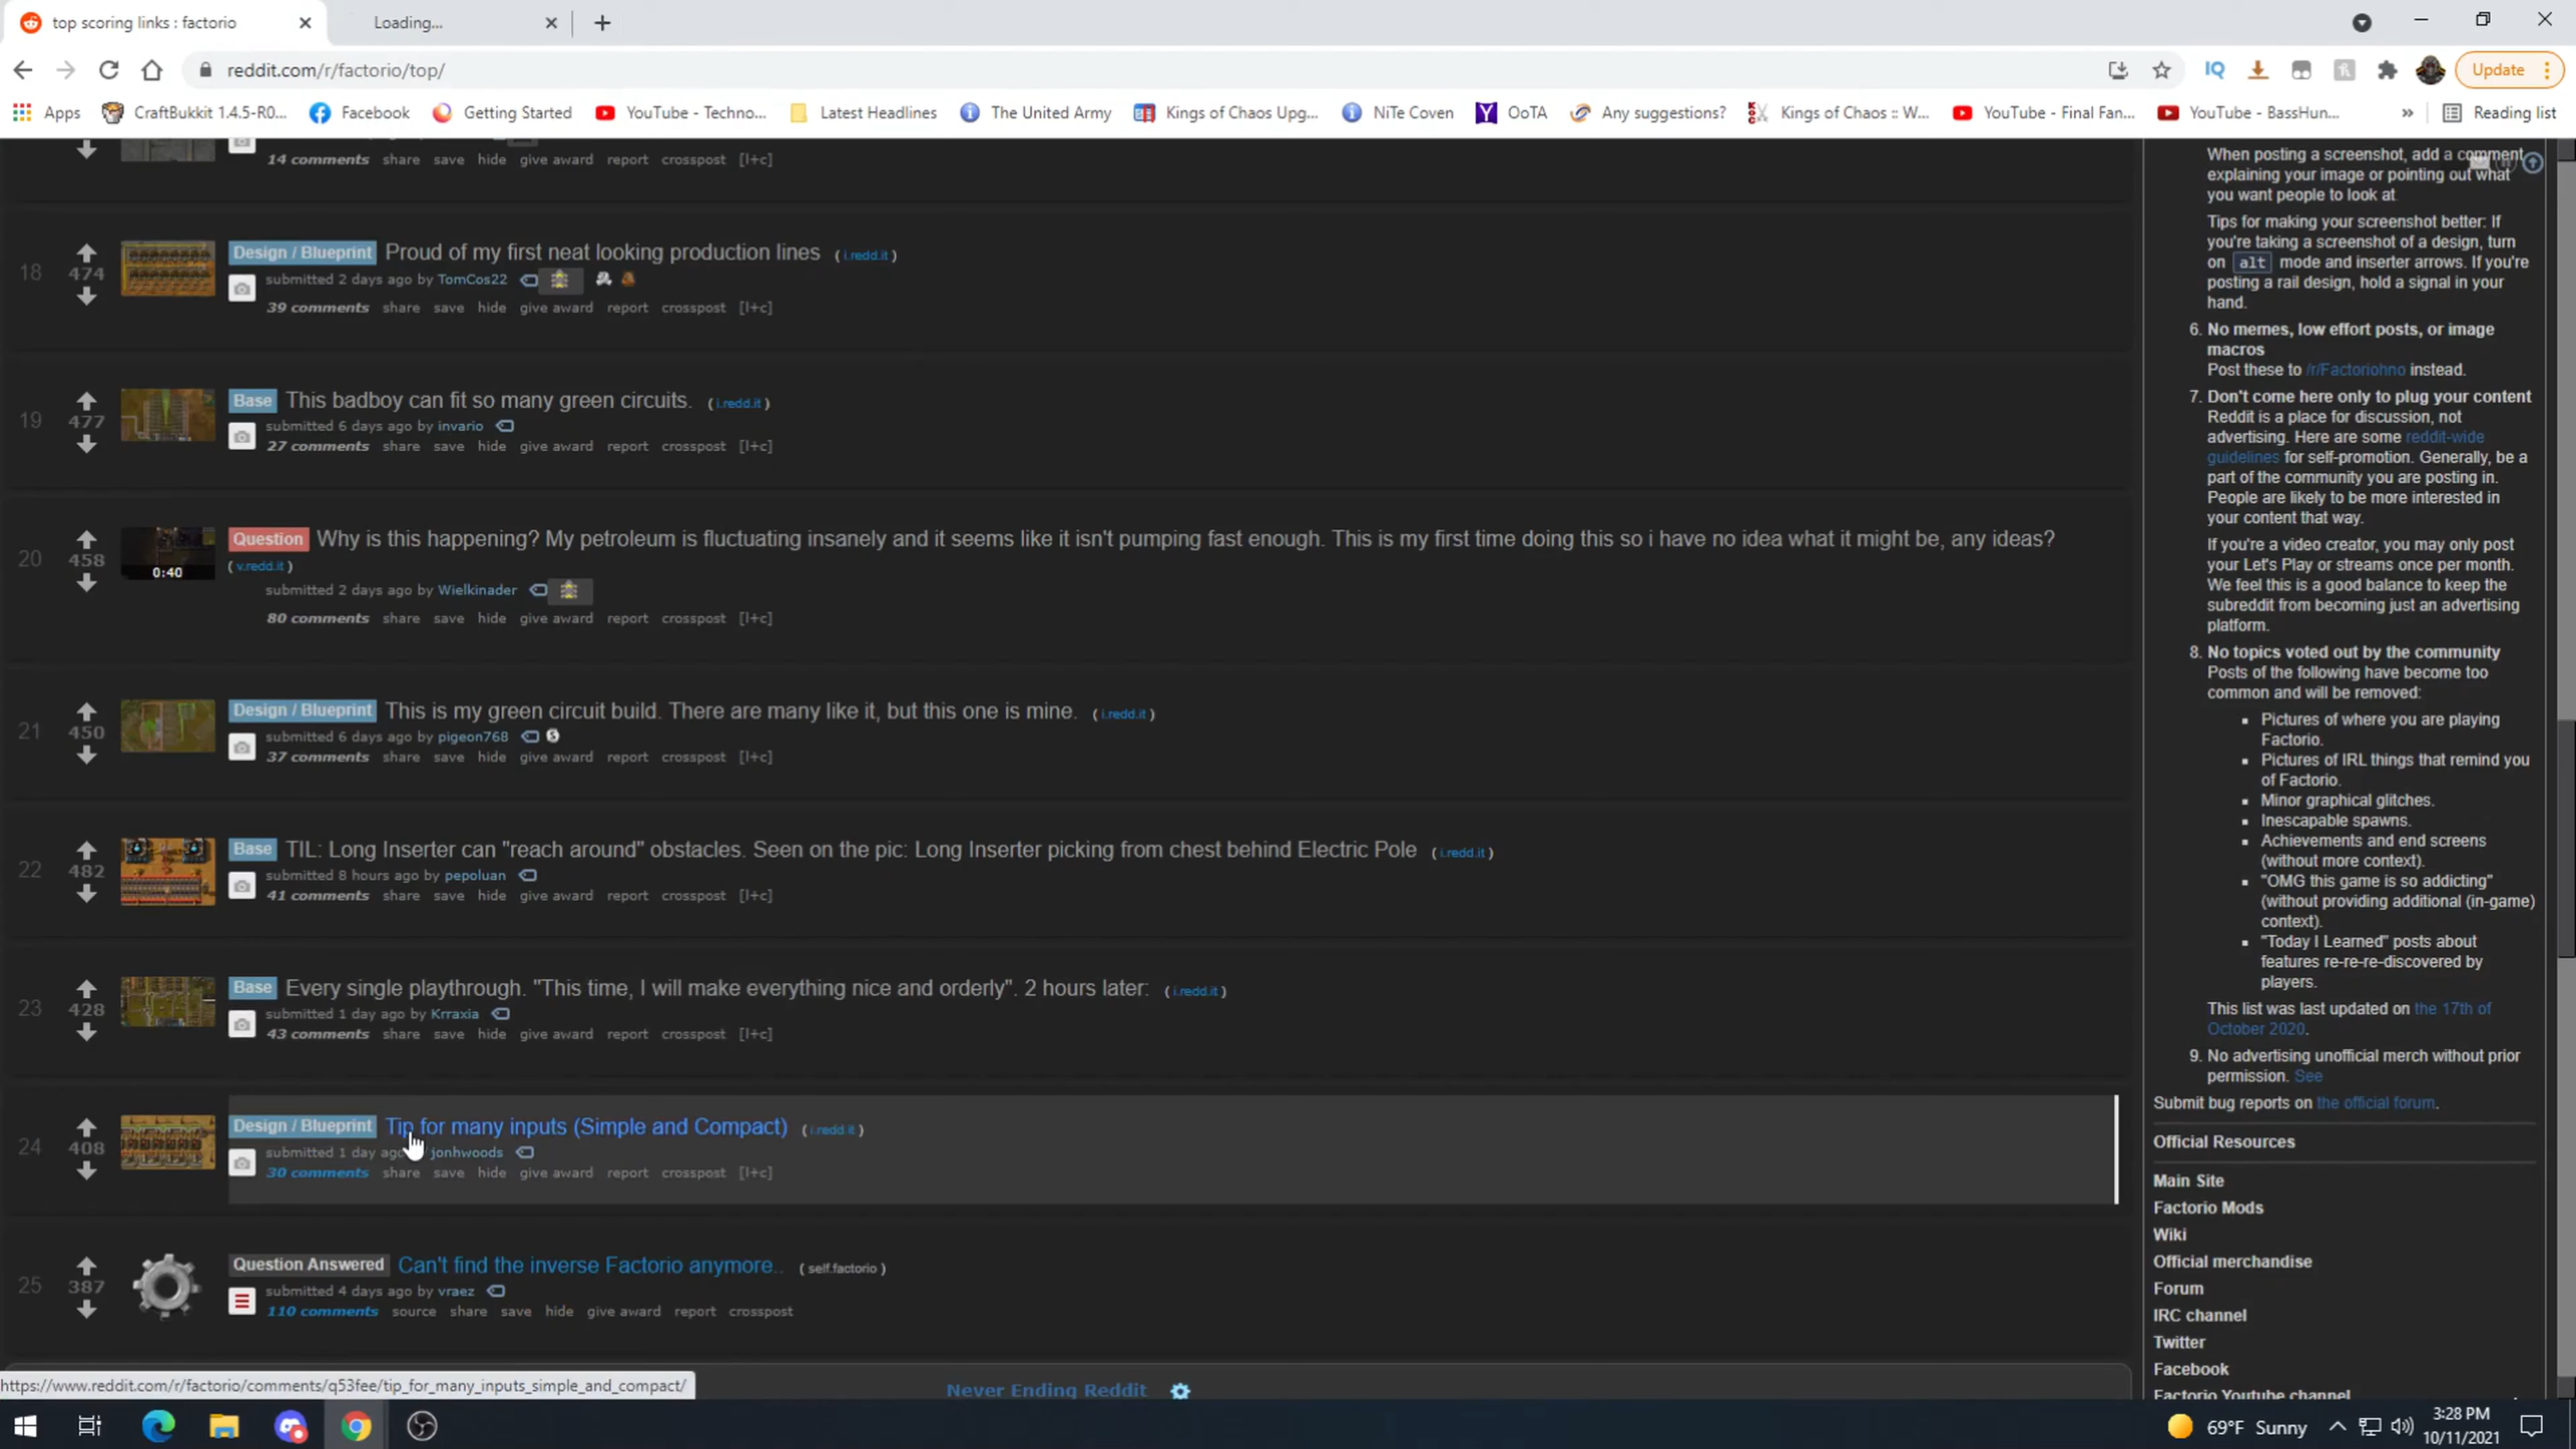 top scoring links : factorio
Loading...
reddit.com/r/factorio/top/
Update
Apps CraftBukkit 1.4.5-R0... Facebook Getting Started YouTube - Techno... Latest Headlines The United Army Kings of Chaos Upg... NiTe Coven OoTA Any suggestions? Kings of Chaos :: W... YouTube - Final Fan... YouTube - BassHun... » Reading list
14 comments share save hide give award report crosspost [l+c]
18
474
Design / Blueprint Proud of my first neat looking production lines ( i.redd.it )
submitted 2 days ago by TomCos22
39 comments share save hide give award report crosspost [l+c]
19
477
Base This badboy can fit so many green circuits. ( i.redd.it )
submitted 6 days ago by invario
27 comments share save hide give award report crosspost [l+c]
20
458
0:40
Question Why is this happening? My petroleum is fluctuating insanely and it seems like it isn't pumping fast enough. This is my first time doing this so i have no idea what it might be, any ideas?
( v.redd.it )
submitted 2 days ago by Wielkinader
80 comments share save hide give award report crosspost [l+c]
21
450
Design / Blueprint This is my green circuit build. There are many like it, but this one is mine. ( i.redd.it )
submitted 6 days ago by pigeon768
37 comments share save hide give award report crosspost [l+c]
22
482
Base TIL: Long Inserter can "reach around" obstacles. Seen on the pic: Long Inserter picking from chest behind Electric Pole ( i.redd.it )
submitted 8 hours ago by pepoluan
41 comments share save hide give award report crosspost [l+c]
23
428
Base Every single playthrough. "This time, I will make everything nice and orderly". 2 hours later: ( i.redd.it )
submitted 1 day ago by Krraxia
43 comments share save hide give award report crosspost [l+c]
24
408
Design / Blueprint Tip for many inputs (Simple and Compact) ( i.redd.it )
submitted 1 day ago jonhwoods
30 comments share save hide give award report crosspost [l+c]
25
387
Question Answered Can't find the inverse Factorio anymore.. ( self.factorio )
submitted 4 days ago by vraez
110 comments source share save hide give award report crosspost
Never Ending Reddit
https://www.reddit.com/r/factorio/comments/q53fee/tip_for_many_inputs_simple_and_compact/
When posting a screenshot, add a comment
explaining your image or pointing out what
you want people to look at
Tips for making your screenshot better: If
you're taking a screenshot of a design, turn
on alt mode and inserter arrows. If you're
posting a rail design, hold a signal in your
hand.
6. No memes, low effort posts, or image
macros
Post these to /r/Factoriohno instead.
7. Don't come here only to plug your content
Reddit is a place for discussion, not
advertising. Here are some reddit-wide
guidelines for self-promotion. Generally, be a
part of the community you are posting in.
People are likely to be more interested in
your content that way.
If you're a video creator, you may only post
your Let's Play or streams once per month.
We feel this is a good balance to keep the
subreddit from becoming just an advertising
platform.
8. No topics voted out by the community
Posts of the following have become too
common and will be removed:
▪ Pictures of where you are playing
Factorio.
▪ Pictures of IRL things that remind you
of Factorio.
▪ Minor graphical glitches.
▪ Inescapable spawns.
▪ Achievements and end screens
(without more context).
▪ "OMG this game is so addicting"
(without providing additional (in-game)
context).
▪ "Today I Learned" posts about
features re-re-re-discovered by
players.
This list was last updated on the 17th of
October 2020.
9. No advertising unofficial merch without prior
permission. See
Submit bug reports on the official forum.
Official Resources
Main Site
Factorio Mods
Wiki
Official merchandise
Forum
IRC channel
Twitter
Facebook
Factorio Youtube channel
69°F Sunny
3:28 PM
10/11/2021